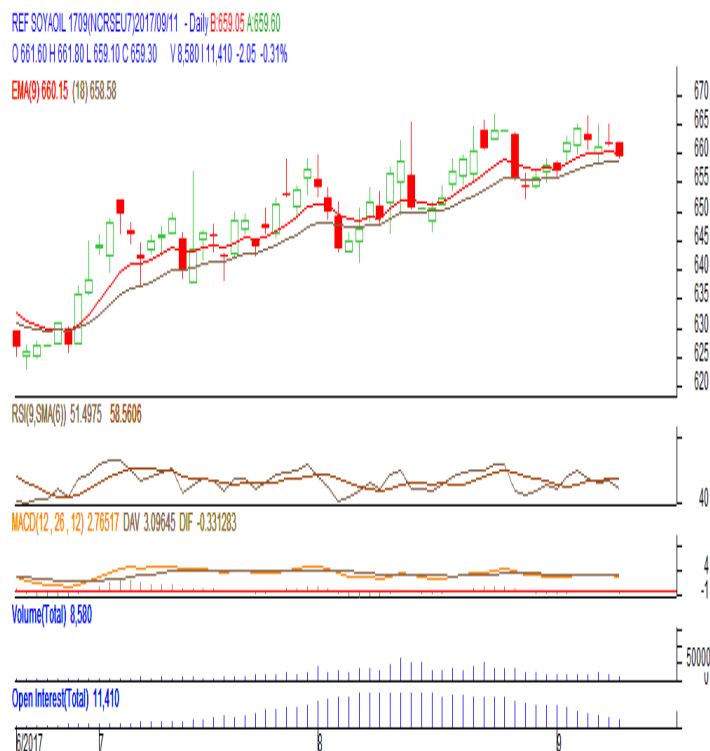 REF SOYAOIL 1709(NCRSEU7)2017/09/11 - Daily B:659.05 A:659.60
O 661.60 H 661.80 L 659.10 C 659.30 V 8,580 I 11,410 -2.05 -0.31%
EMA(9) 660.15 (18) 658.58
670
665
660
655
650
645
640
635
630
625
620
RSI(9,SMA(6)) 51.4975 58.5606
40
MACD(12 , 26 , 12) 2.76517 DAV 3.09645 DIF -0.331283
4
-1
Volume(Total) 8,580
50000
0
Open Interest(Total) 11,410
6/2017 7 8 9